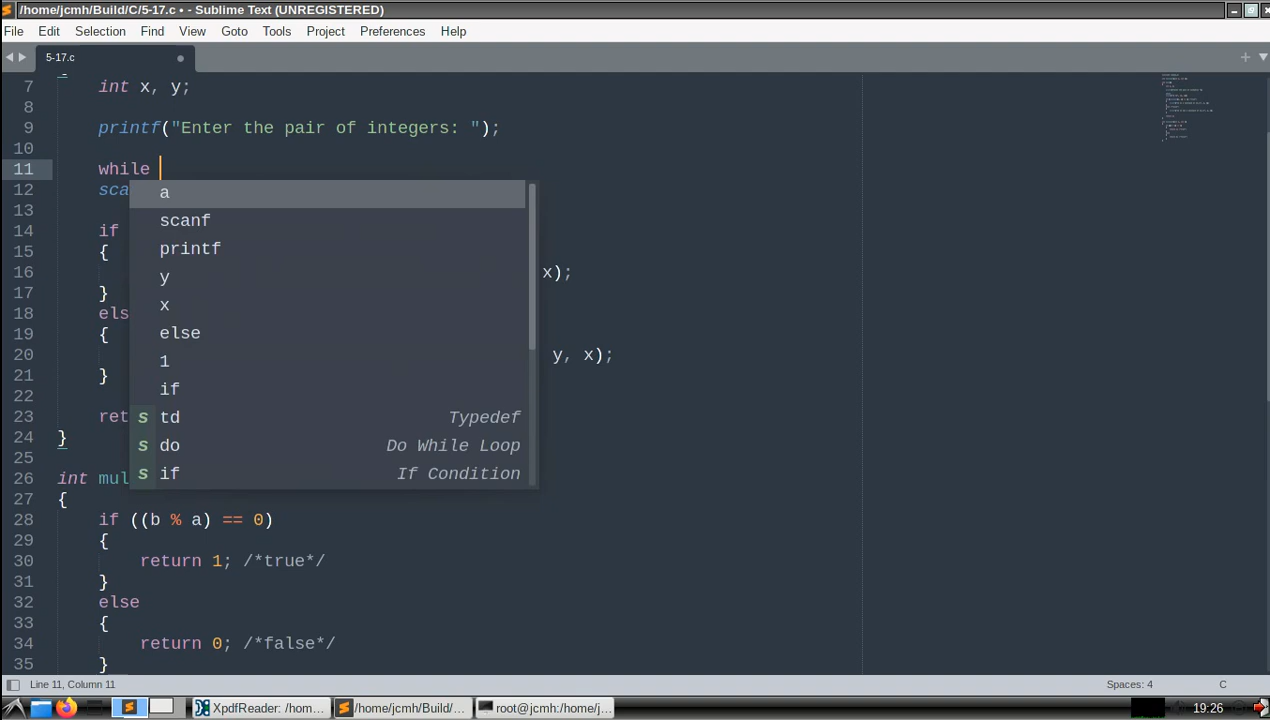 /home/jcmh/Build/C/5-17.c • - Sublime Text (UNREGISTERED)
File Edit Selection Find View Goto Tools Project Preferences Help
5-17.c
7 int x, y;
8
9 printf("Enter the pair of integers: ");
10
11 while
12 sca
a
13
scanf
14 if
15 {
printf
16 x);
y
17 }
x
18 els
19 {
else
20 y, x);
1
21 }
if
22
23 ret
s td Typedef
24 }
s do Do While Loop
25
s if If Condition
26 int mul
27 {
28 if ((b % a) == 0)
29 {
30 return 1; /*true*/
31 }
32 else
33 {
34 return 0; /*false*/
35 }
Line 11, Column 11 Spaces: 4 C
XpdfReader: /hom... /home/jcmh/Build/... root@jcmh:/home/j... 19:26